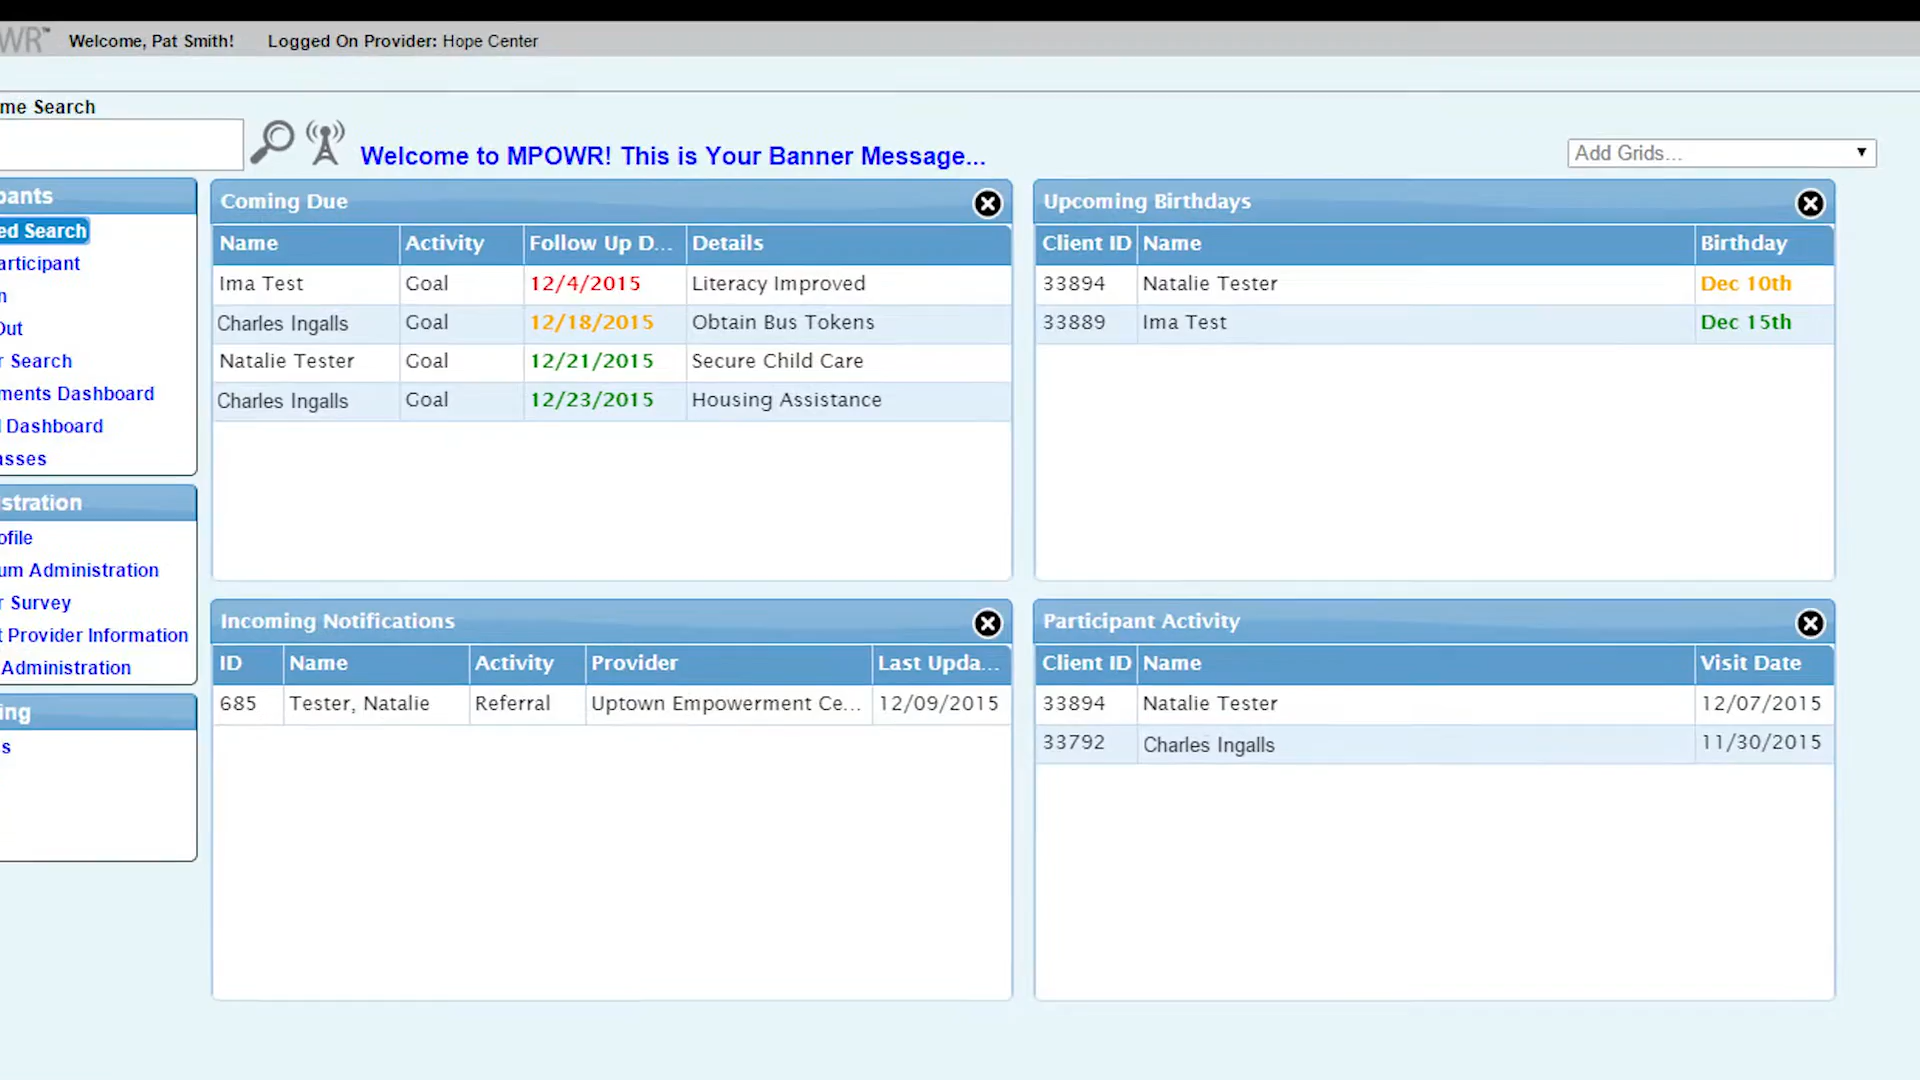 WR™ Welcome, Pat Smith! Logged On Provider: Hope Center
me Search
Welcome to MPOWR! This is Your Banner Message...
Add Grids...
pants
ed Search
articipant
n
Out
r Search
ments Dashboard
l Dashboard
asses
stration
ofile
um Administration
r Survey
t Provider Information
Administration
ing
s
Coming Due
Name Activity Follow Up D... Details
Ima Test Goal 12/4/2015 Literacy Improved
Charles Ingalls Goal 12/18/2015 Obtain Bus Tokens
Natalie Tester Goal 12/21/2015 Secure Child Care
Charles Ingalls Goal 12/23/2015 Housing Assistance
Upcoming Birthdays
Client ID Name Birthday
33894 Natalie Tester Dec 10th
33889 Ima Test Dec 15th
Incoming Notifications
ID Name Activity Provider Last Upda...
685 Tester, Natalie Referral Uptown Empowerment Ce... 12/09/2015
Participant Activity
Client ID Name Visit Date
33894 Natalie Tester 12/07/2015
33792 Charles Ingalls 11/30/2015